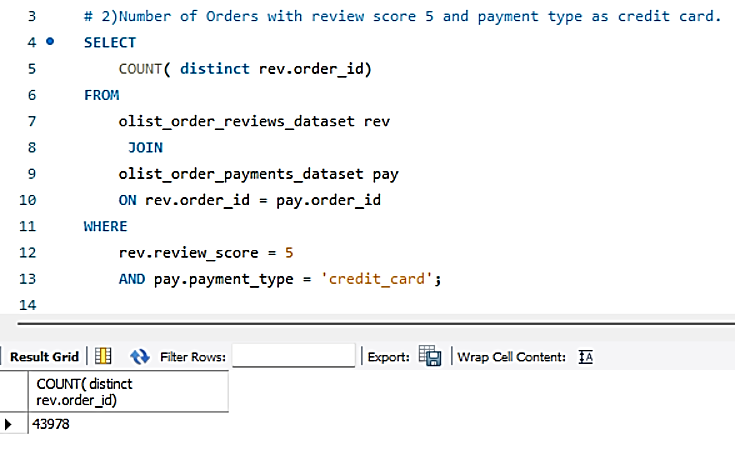 3 # 2)Number of Orders with review score 5 and payment type as credit card.
4 SELECT
5 COUNT( distinct rev.order_id)
6 FROM
7 olist_order_reviews_dataset rev
8 JOIN
9 olist_order_payments_dataset pay
10 ON rev.order_id = pay.order_id
11 WHERE
12 rev.review_score = 5
13 AND pay.payment_type = 'credit_card';
14
Result Grid Filter Rows: Export: Wrap Cell Content: IA
COUNT( distinct
rev.order_id)
43978